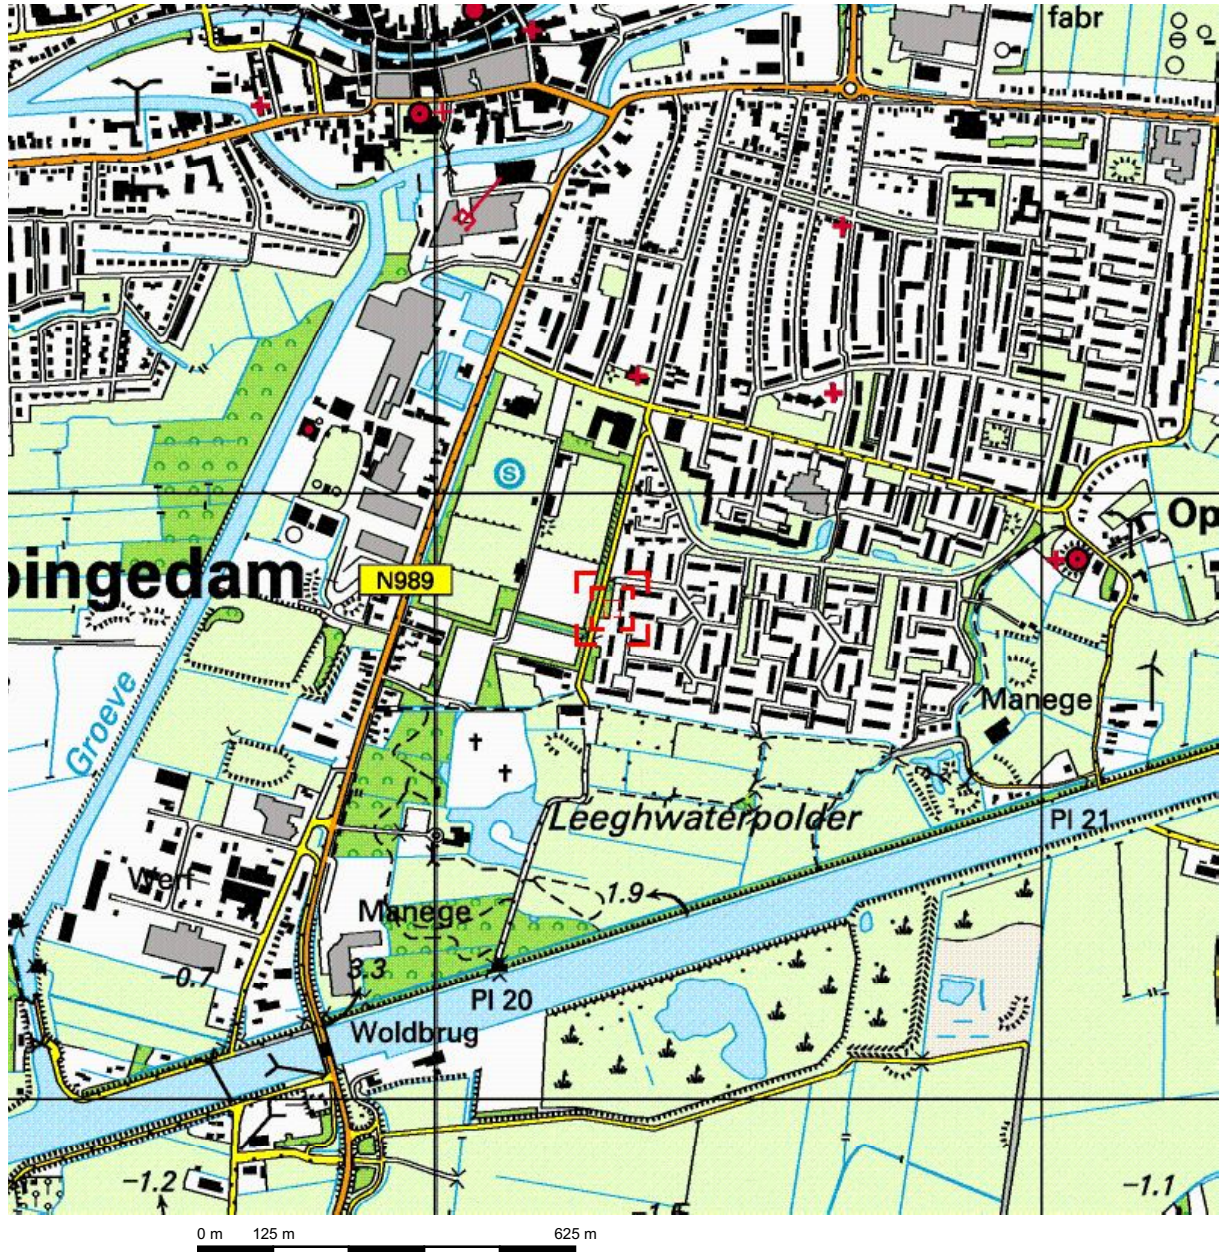 fabr
S
Op
pingedam
N989
Groeve
Manege
Leeghwaterpolder
Pl 21
Werf
1.9
Manege
3.3
-0.7
Pl 20
Woldbrug
-1.2
-1.1
0 m 125 m 625 m